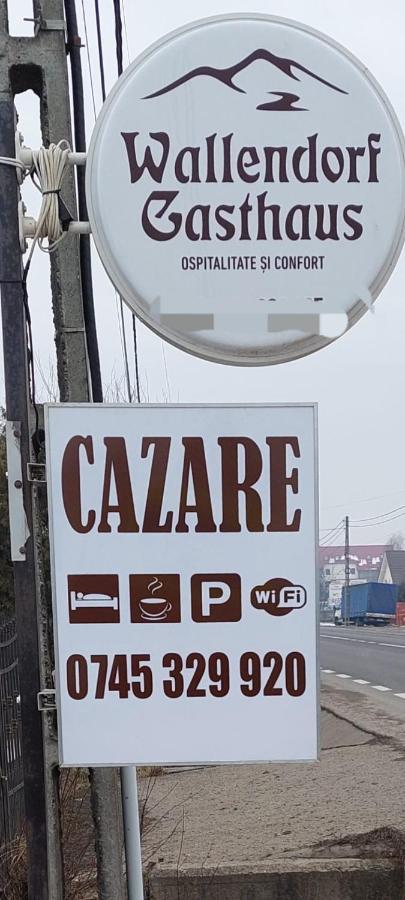 Wallendorf
Gasthaus
OSPITALITATE ȘI CONFORT
CAZARE
P
WiFi
0745 329 920